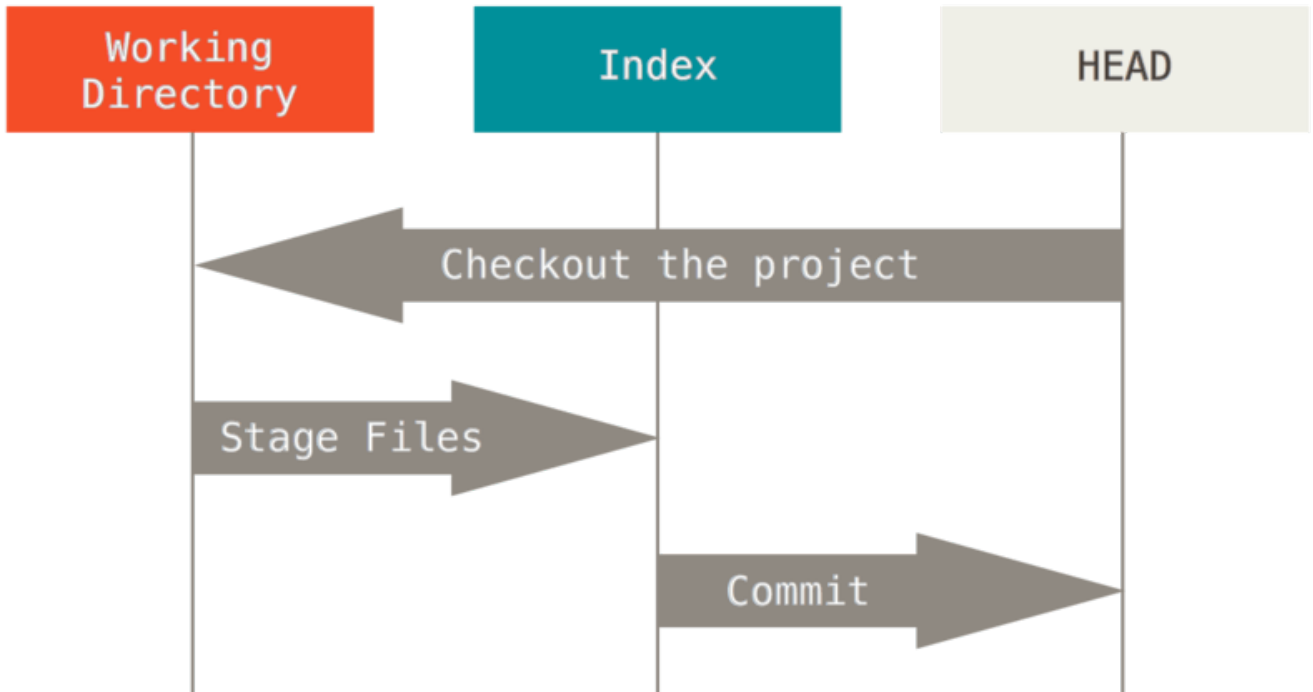 Working
Directory
Index
HEAD
Checkout the project
Stage Files
Commit